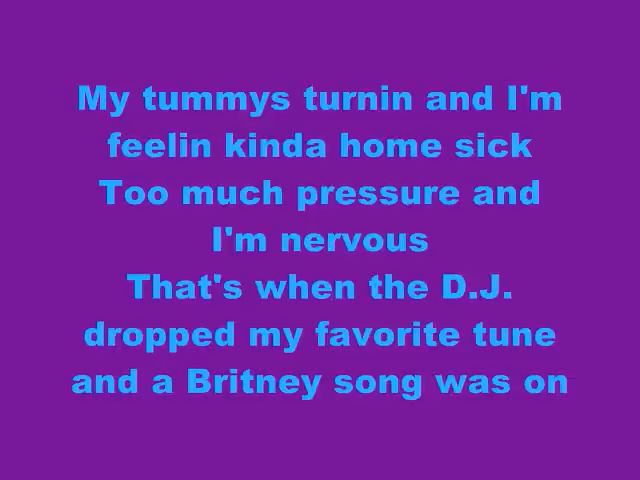 My tummys turnin and I'm
feelin kinda home sick
Too much pressure and
I'm nervous
That's when the D.J.
dropped my favorite tune
and a Britney song was on